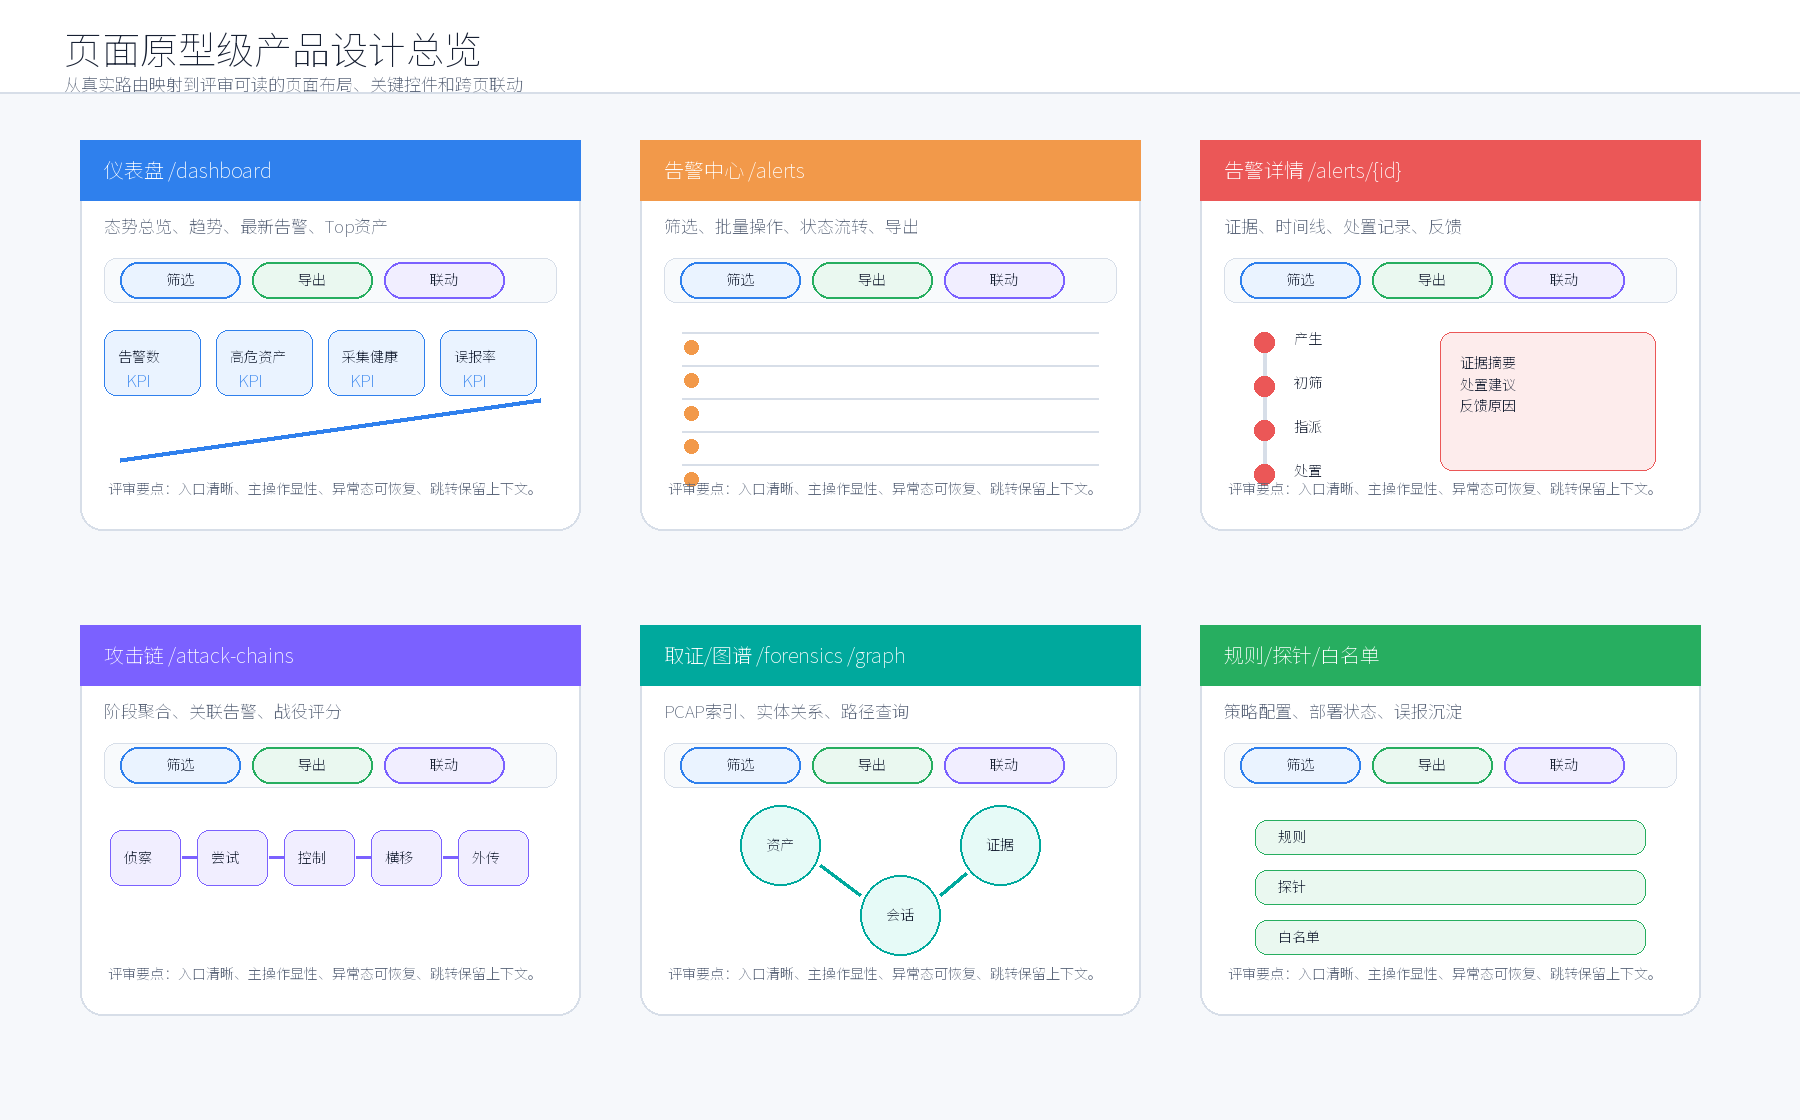 页面原型级产品设计总览
从真实路由映射到评审可读的页面布局、关键控件和跨页联动
仪表盘 /dashboard
态势总览、趋势、最新告警、Top资产
筛选 导出 联动
告警数 高危资产 采集健康 误报率
KPI KPI KPI KPI
评审要点：入口清晰、主操作显性、异常态可恢复、跳转保留上下文。
告警中心 /alerts
筛选、批量操作、状态流转、导出
筛选 导出 联动
评审要点：入口清晰、主操作显性、异常态可恢复、跳转保留上下文。
告警详情 /alerts/{id}
证据、时间线、处置记录、反馈
筛选 导出 联动
产生
初筛
指派
处置
证据摘要
处置建议
反馈原因
评审要点：入口清晰、主操作显性、异常态可恢复、跳转保留上下文。
攻击链 /attack-chains
阶段聚合、关联告警、战役评分
筛选 导出 联动
侦察 尝试 控制 横移 外传
评审要点：入口清晰、主操作显性、异常态可恢复、跳转保留上下文。
取证/图谱 /forensics /graph
PCAP索引、实体关系、路径查询
筛选 导出 联动
资产 证据
会话
评审要点：入口清晰、主操作显性、异常态可恢复、跳转保留上下文。
规则/探针/白名单
策略配置、部署状态、误报沉淀
筛选 导出 联动
规则
探针
白名单
评审要点：入口清晰、主操作显性、异常态可恢复、跳转保留上下文。